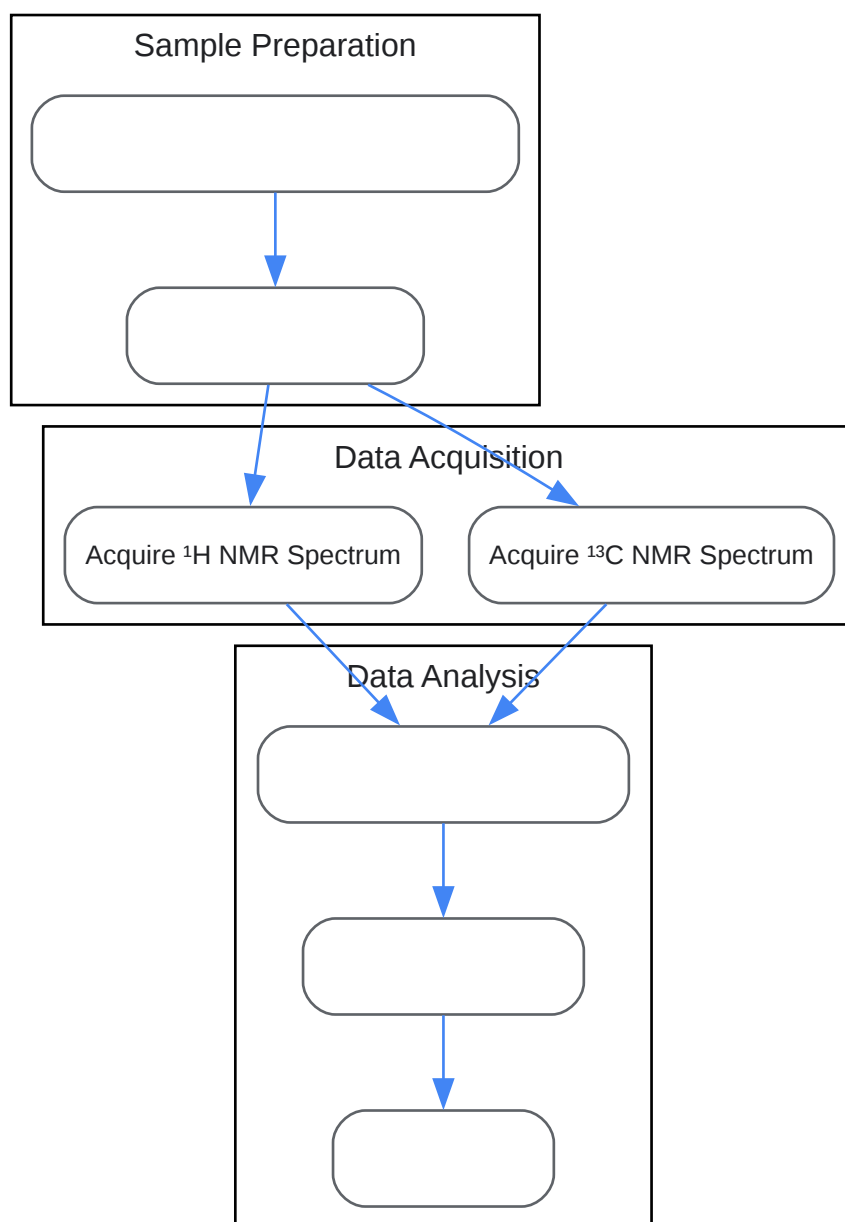 Sample Preparation
Data Acquisition
Acquire ¹H NMR Spectrum
Acquire ¹³C NMR Spectrum
Data Analysis